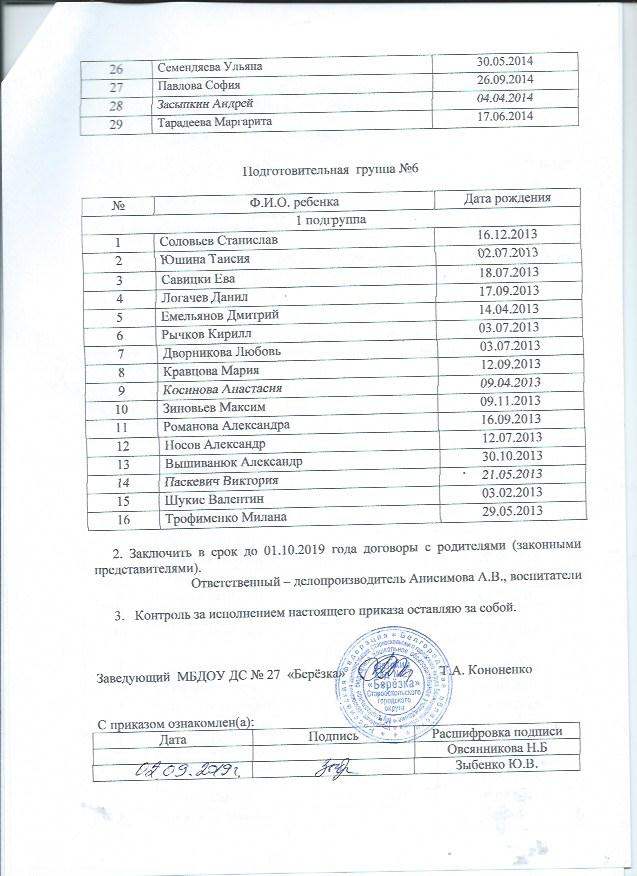 26 Семендяева Ульяна 30.05.2014
27 Павлова София 26.09.2014
28 Засыпкин Андрей 04.04.2014
29 Тарадеева Маргарита 17.06.2014
Подготовительная группа №6
№ Ф.И.О. ребенка Дата рождения
1 подгруппа
1 Соловьев Станислав 16.12.2013
2 Юшина Таисия 02.07.2013
3 Савицки Ева 18.07.2013
4 Логачев Данил 17.09.2013
5 Емельянов Дмитрий 14.04.2013
6 Рычков Кирилл 03.07.2013
7 Дворникова Любовь 03.07.2013
8 Кравцова Мария 12.09.2013
9 Косинова Анастасия 09.04.2013
10 Зиновьев Максим 09.11.2013
11 Романова Александра 16.09.2013
12 Носов Александр 12.07.2013
13 Вышиванюк Александр 30.10.2013
14 Паскевич Виктория 21.05.2013
15 Шукис Валентин 03.02.2013
16 Трофименко Милана 29.05.2013
2. Заключить в срок до 01.10.2019 года договоры с родителями (законными
представителями).
Ответственный – делопроизводитель Анисимова А.В., воспитатели
3. Контроль за исполнением настоящего приказа оставляю за собой.
Заведующий МБДОУ ДС № 27 «Берёзка» Т.А. Кононенко
«Берёзка»
Старооскольского
городского
округа
С приказом ознакомлен(а):
Дата Подпись Расшифровка подписи
Овсянникова Н.Б
02.09.2019г. Зыбенко Ю.В.